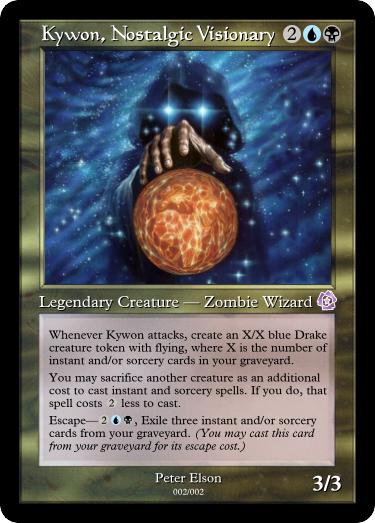 Kywon, Nostalgic Visionary 2
Legendary Creature — Zombie Wizard
Whenever Kywon attacks, create an X/X blue Drake
creature token with flying, where X is the number of
instant and/or sorcery cards in your graveyard.
You may sacrifice another creature as an additional
cost to cast instant and sorcery spells. If you do, that
spell costs 2 less to cast.
Escape—2, Exile three instant and/or sorcery
cards from your graveyard. (You may cast this card
from your graveyard for its escape cost.)
Peter Elson
002/002
3/3